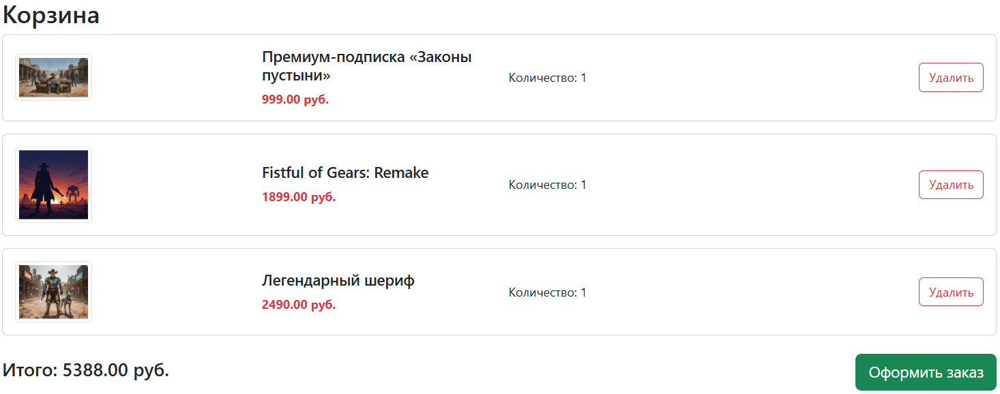 Корзина
Премиум-подписка «Законы
пустыни»
999.00 руб.
Количество: 1
Удалить
Fistful of Gears: Remake
1899.00 руб.
Количество: 1
Удалить
Легендарный шериф
2490.00 руб.
Количество: 1
Удалить
Итого: 5388.00 руб.
Оформить заказ